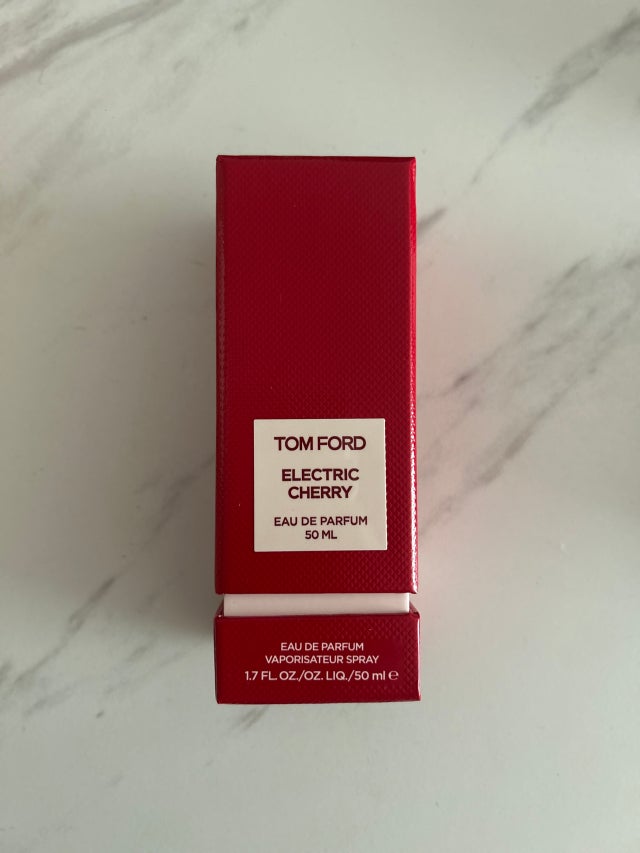 TOM FORD
ELECTRIC
CHERRY
EAU DE PARFUM
50 ML
EAU DE PARFUM
VAPORISATEUR SPRAY
1.7 FL. OZ./OZ. LIQ./50 ml ℮